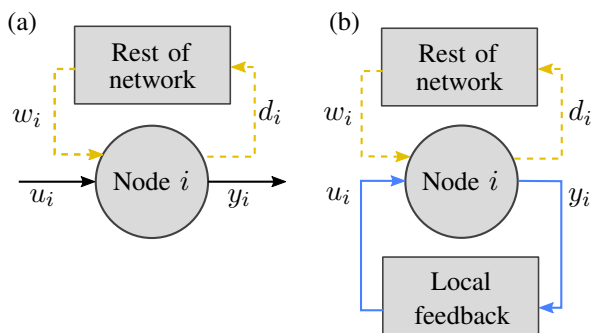 (a)
Rest of
network
w_i
d_i
Node i
u_i
y_i
(b)
Rest of
network
w_i
d_i
Node i
u_i
y_i
Local
feedback